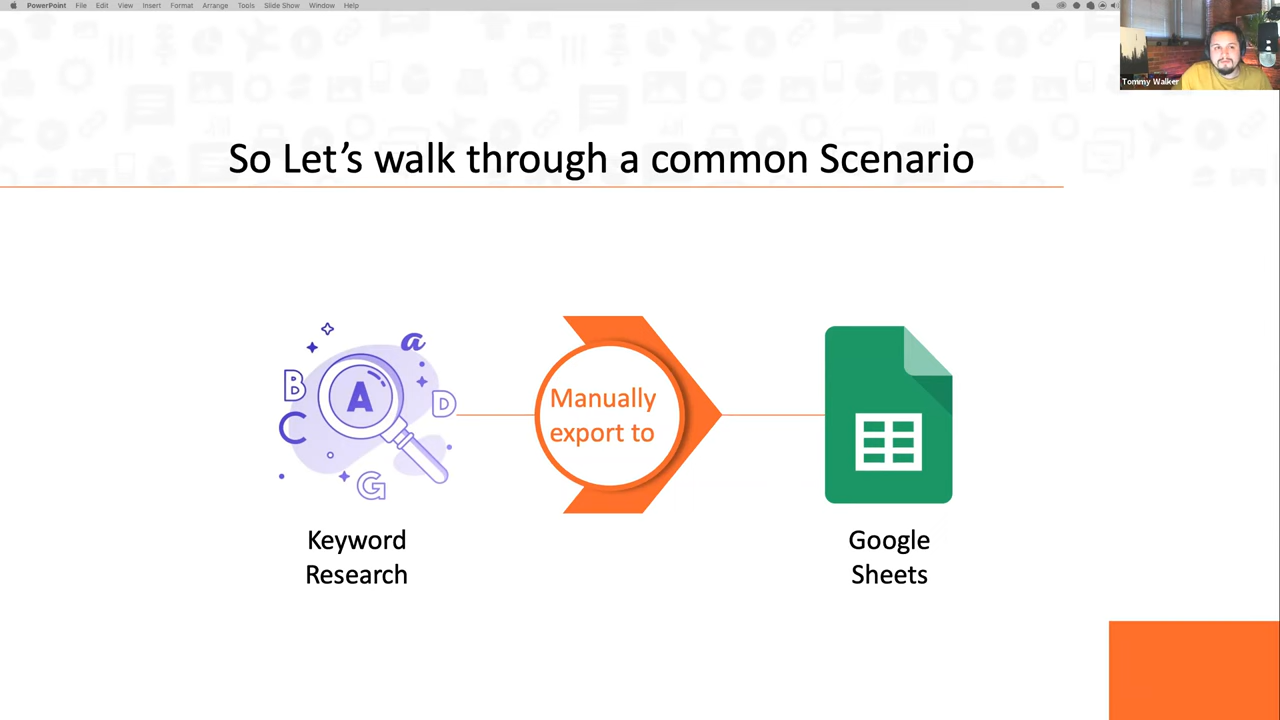 PowerPoint File Edit View Insert Format Arrange Tools Slide Show Window Help
Tommy Walker
So Let’s walk through a common Scenario
a
B
A
D
C
G
Manually
export to
Keyword
Research
Google
Sheets